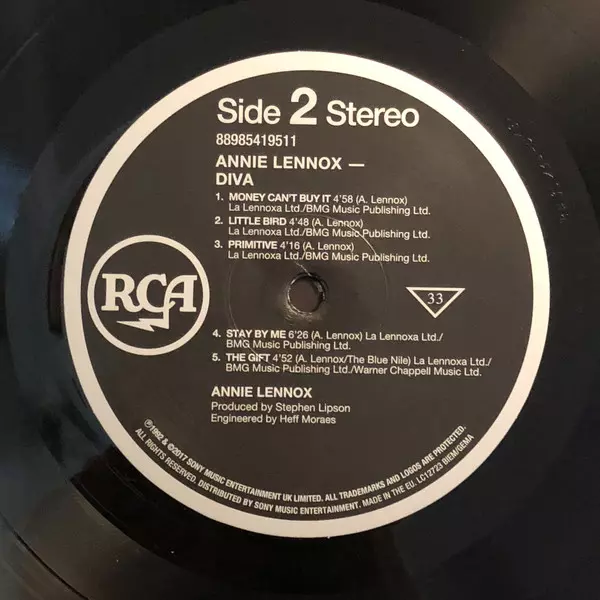 Side 2 Stereo
88985419511
ANNIE LENNOX —
DIVA
1. MONEY CAN'T BUY IT 4'58 (A. Lennox)
La Lennoxa Ltd./BMG Music Publishing Ltd.
2. LITTLE BIRD 4'48 (A. Lennox)
La Lennoxa Ltd./BMG Music Publishing Ltd.
3. PRIMITIVE 4'16 (A. Lennox)
La Lennoxa Ltd./BMG Music Publishing Ltd.
RCA
33
4. STAY BY ME 6'26 (A. Lennox) La Lennoxa Ltd./
BMG Music Publishing Ltd.
5. THE GIFT 4'52 (A. Lennox/The Blue Nile) La Lennoxa Ltd./
BMG Music Publishing Ltd./Warner Chappell Music Ltd.
ANNIE LENNOX
Produced by Stephen Lipson
Engineered by Heff Moraes
℗1992 & ©2017 SONY MUSIC ENTERTAINMENT UK LIMITED. ALL TRADEMARKS AND LOGOS ARE PROTECTED.
ALL RIGHTS RESERVED. DISTRIBUTED BY SONY MUSIC ENTERTAINMENT. MADE IN THE EU. LC12723 BIEM/GEMA